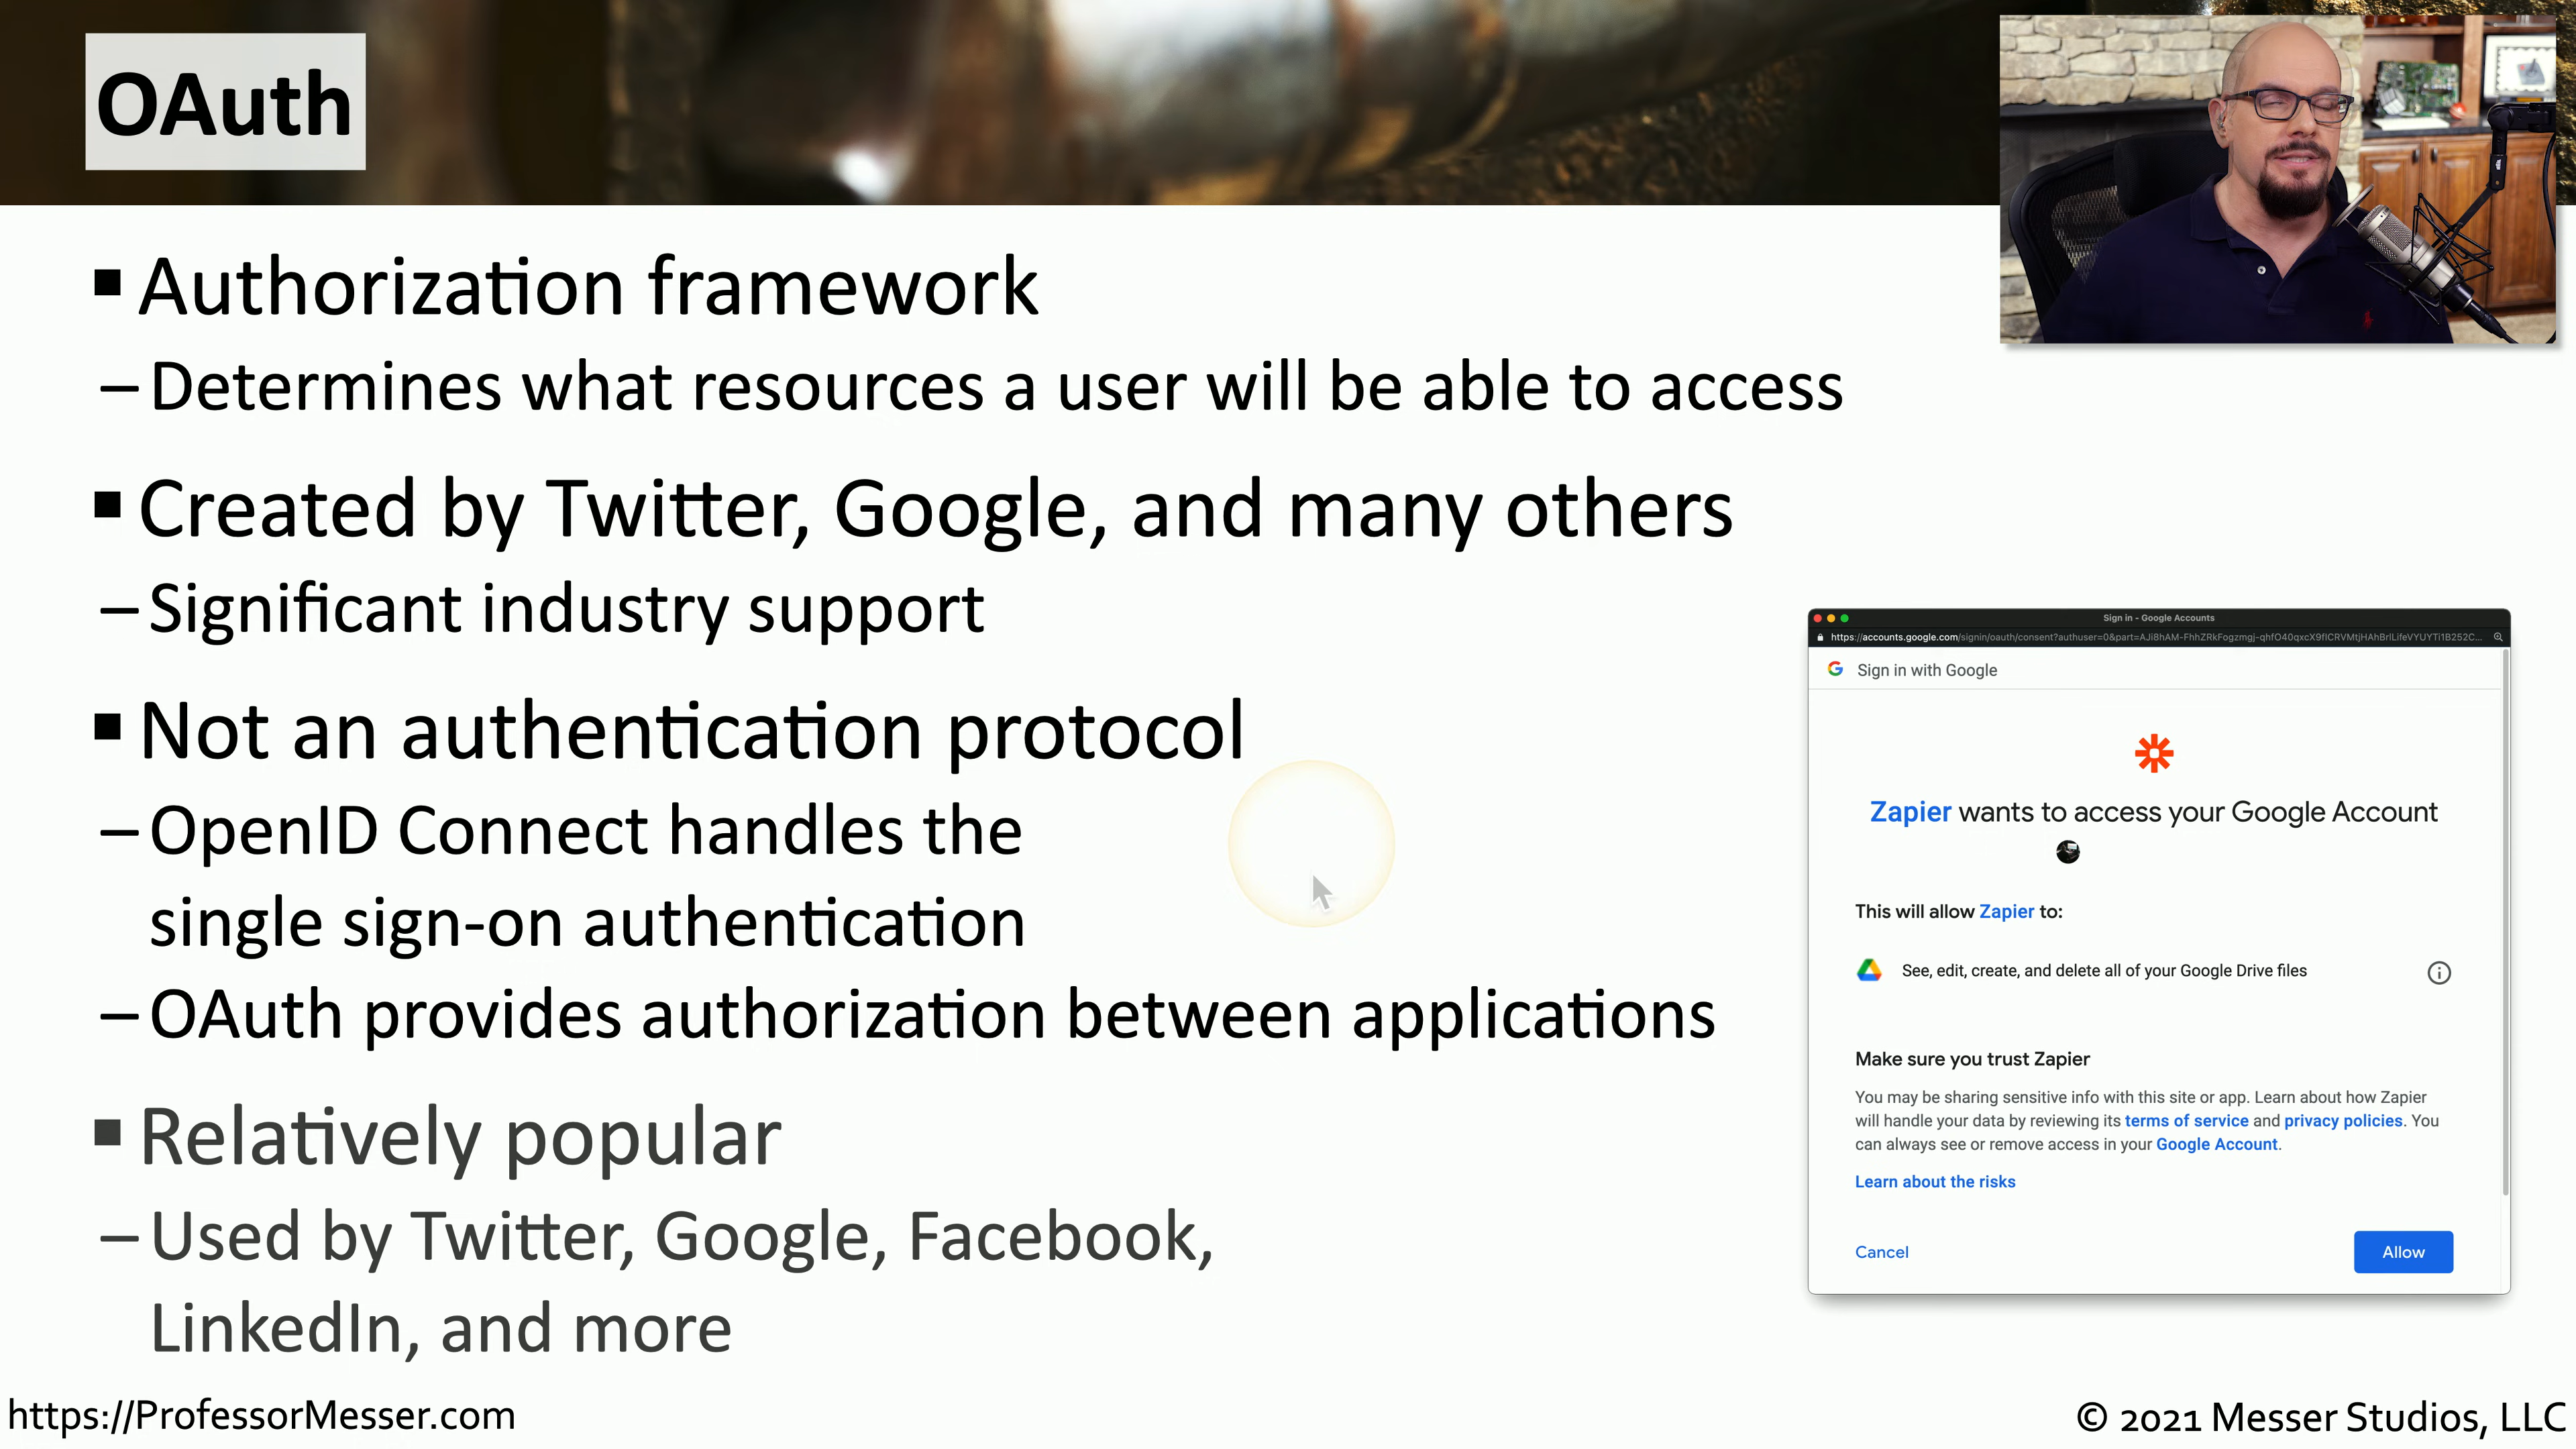 OAuth
▪ Authorization framework
– Determines what resources a user will be able to access
▪ Created by Twitter, Google, and many others
– Significant industry support
▪ Not an authentication protocol
– OpenID Connect handles the
single sign-on authentication
– OAuth provides authorization between applications
▪ Relatively popular
– Used by Twitter, Google, Facebook,
LinkedIn, and more
Sign in - Google Accounts
Sign in with Google
Zapier wants to access your Google Account
This will allow Zapier to:
See, edit, create, and delete all of your Google Drive files
Make sure you trust Zapier
You may be sharing sensitive info with this site or app. Learn about how Zapier
will handle your data by reviewing its terms of service and privacy policies. You
can always see or remove access in your Google Account.
Learn about the risks
Cancel
Allow
https://ProfessorMesser.com
© 2021 Messer Studios, LLC